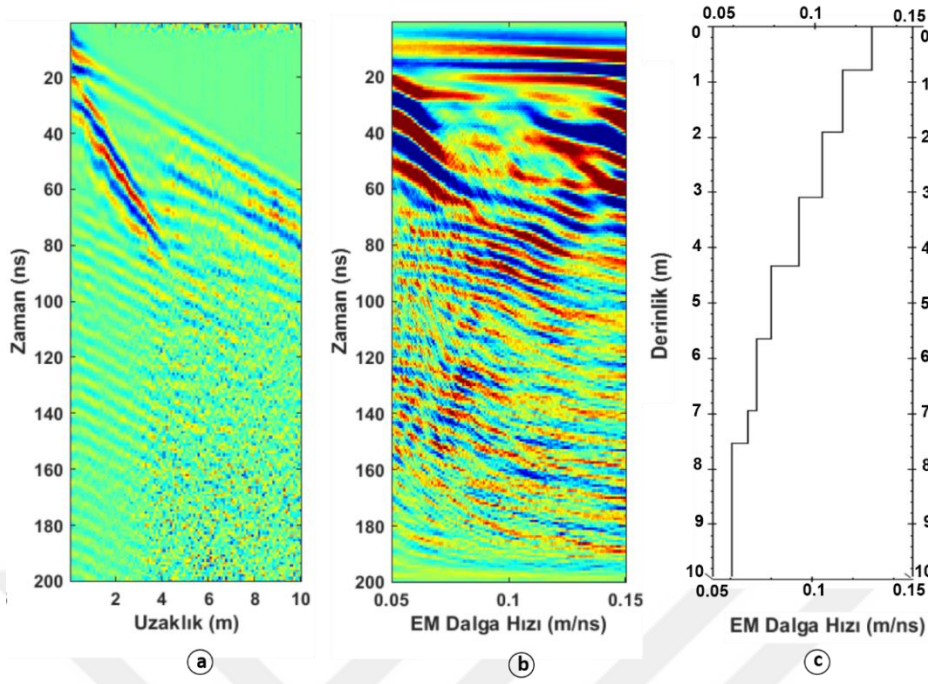 20
40
60
80
100
120
140
160
180
200
Zaman (ns)
2 4 6 8 10
Uzaklık (m)
a
20
40
60
80
100
120
140
160
180
200
Zaman (ns)
0.05 0.1 0.15
EM Dalga Hızı (m/ns)
b
0.05 0.1 0.15
0 0
1 1
2 2
3 3
4 4
5 5
6 6
7 7
8 8
9 9
10 10
Derinlik (m)
0.05 0.1 0.15
EM Dalga Hızı (m/ns)
c